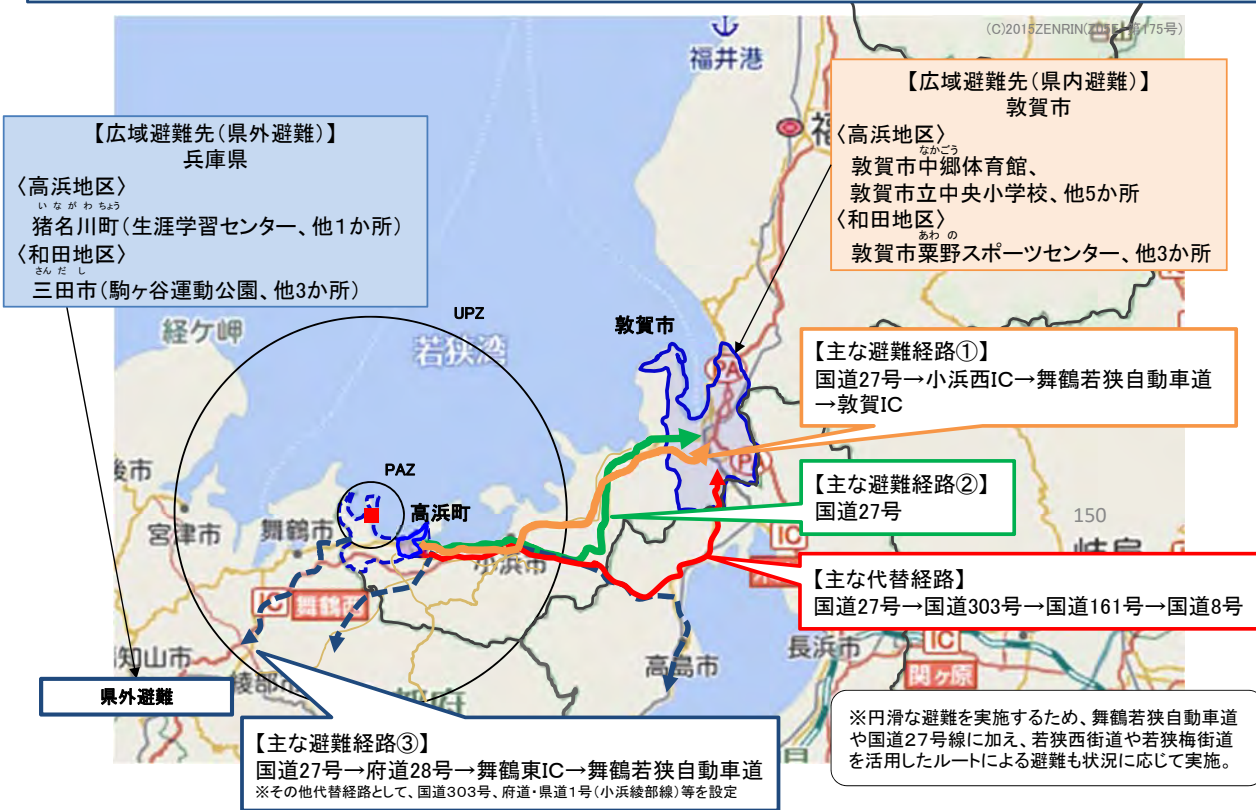 (C)2015ZENRIN(Z05E-第175号)
白山
福井港
【広域避難先(県内避難)】
敦賀市
〈高浜地区〉
なかごう
敦賀市中郷体育館、
敦賀市立中央小学校、他5か所
〈和田地区〉
あわの
敦賀市粟野スポーツセンター、他3か所
【広域避難先(県外避難)】
兵庫県
〈高浜地区〉
いながわちょう
猪名川町(生涯学習センター、他1か所)
〈和田地区〉
さんだし
三田市(駒ヶ谷運動公園、他3か所)
福
経ケ岬
UPZ
若狭湾
敦賀市
PA
【主な避難経路①】
国道27号→小浜西IC→舞鶴若狭自動車道
→敦賀IC
PA
PAZ
高浜町
【主な避難経路②】
国道27号
後市
宮津市
舞鶴市
小浜市
150
岐阜
IC
【主な代替経路】
国道27号→国道303号→国道161号→国道8号
IC 舞鶴西
知山市
綾部市
高島市
長浜市
IC
関ヶ原
県外避難
都府
【主な避難経路③】
国道27号→府道28号→舞鶴東IC→舞鶴若狭自動車道
※その他代替経路として、国道303号、府道・県道1号(小浜綾部線)等を設定
※円滑な避難を実施するため、舞鶴若狭自動車道
や国道27号線に加え、若狭西街道や若狭梅街道
を活用したルートによる避難も状況に応じて実施。